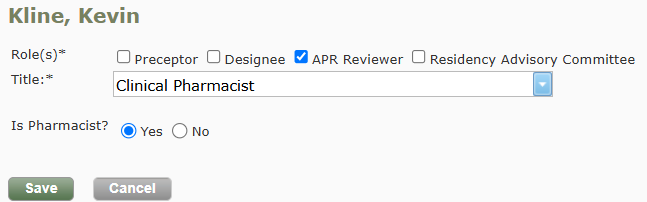 Kline, Kevin
Role(s)* Preceptor Designee APR Reviewer Residency Advisory Committee
Title:* Clinical Pharmacist
Is Pharmacist? Yes No
Save Cancel